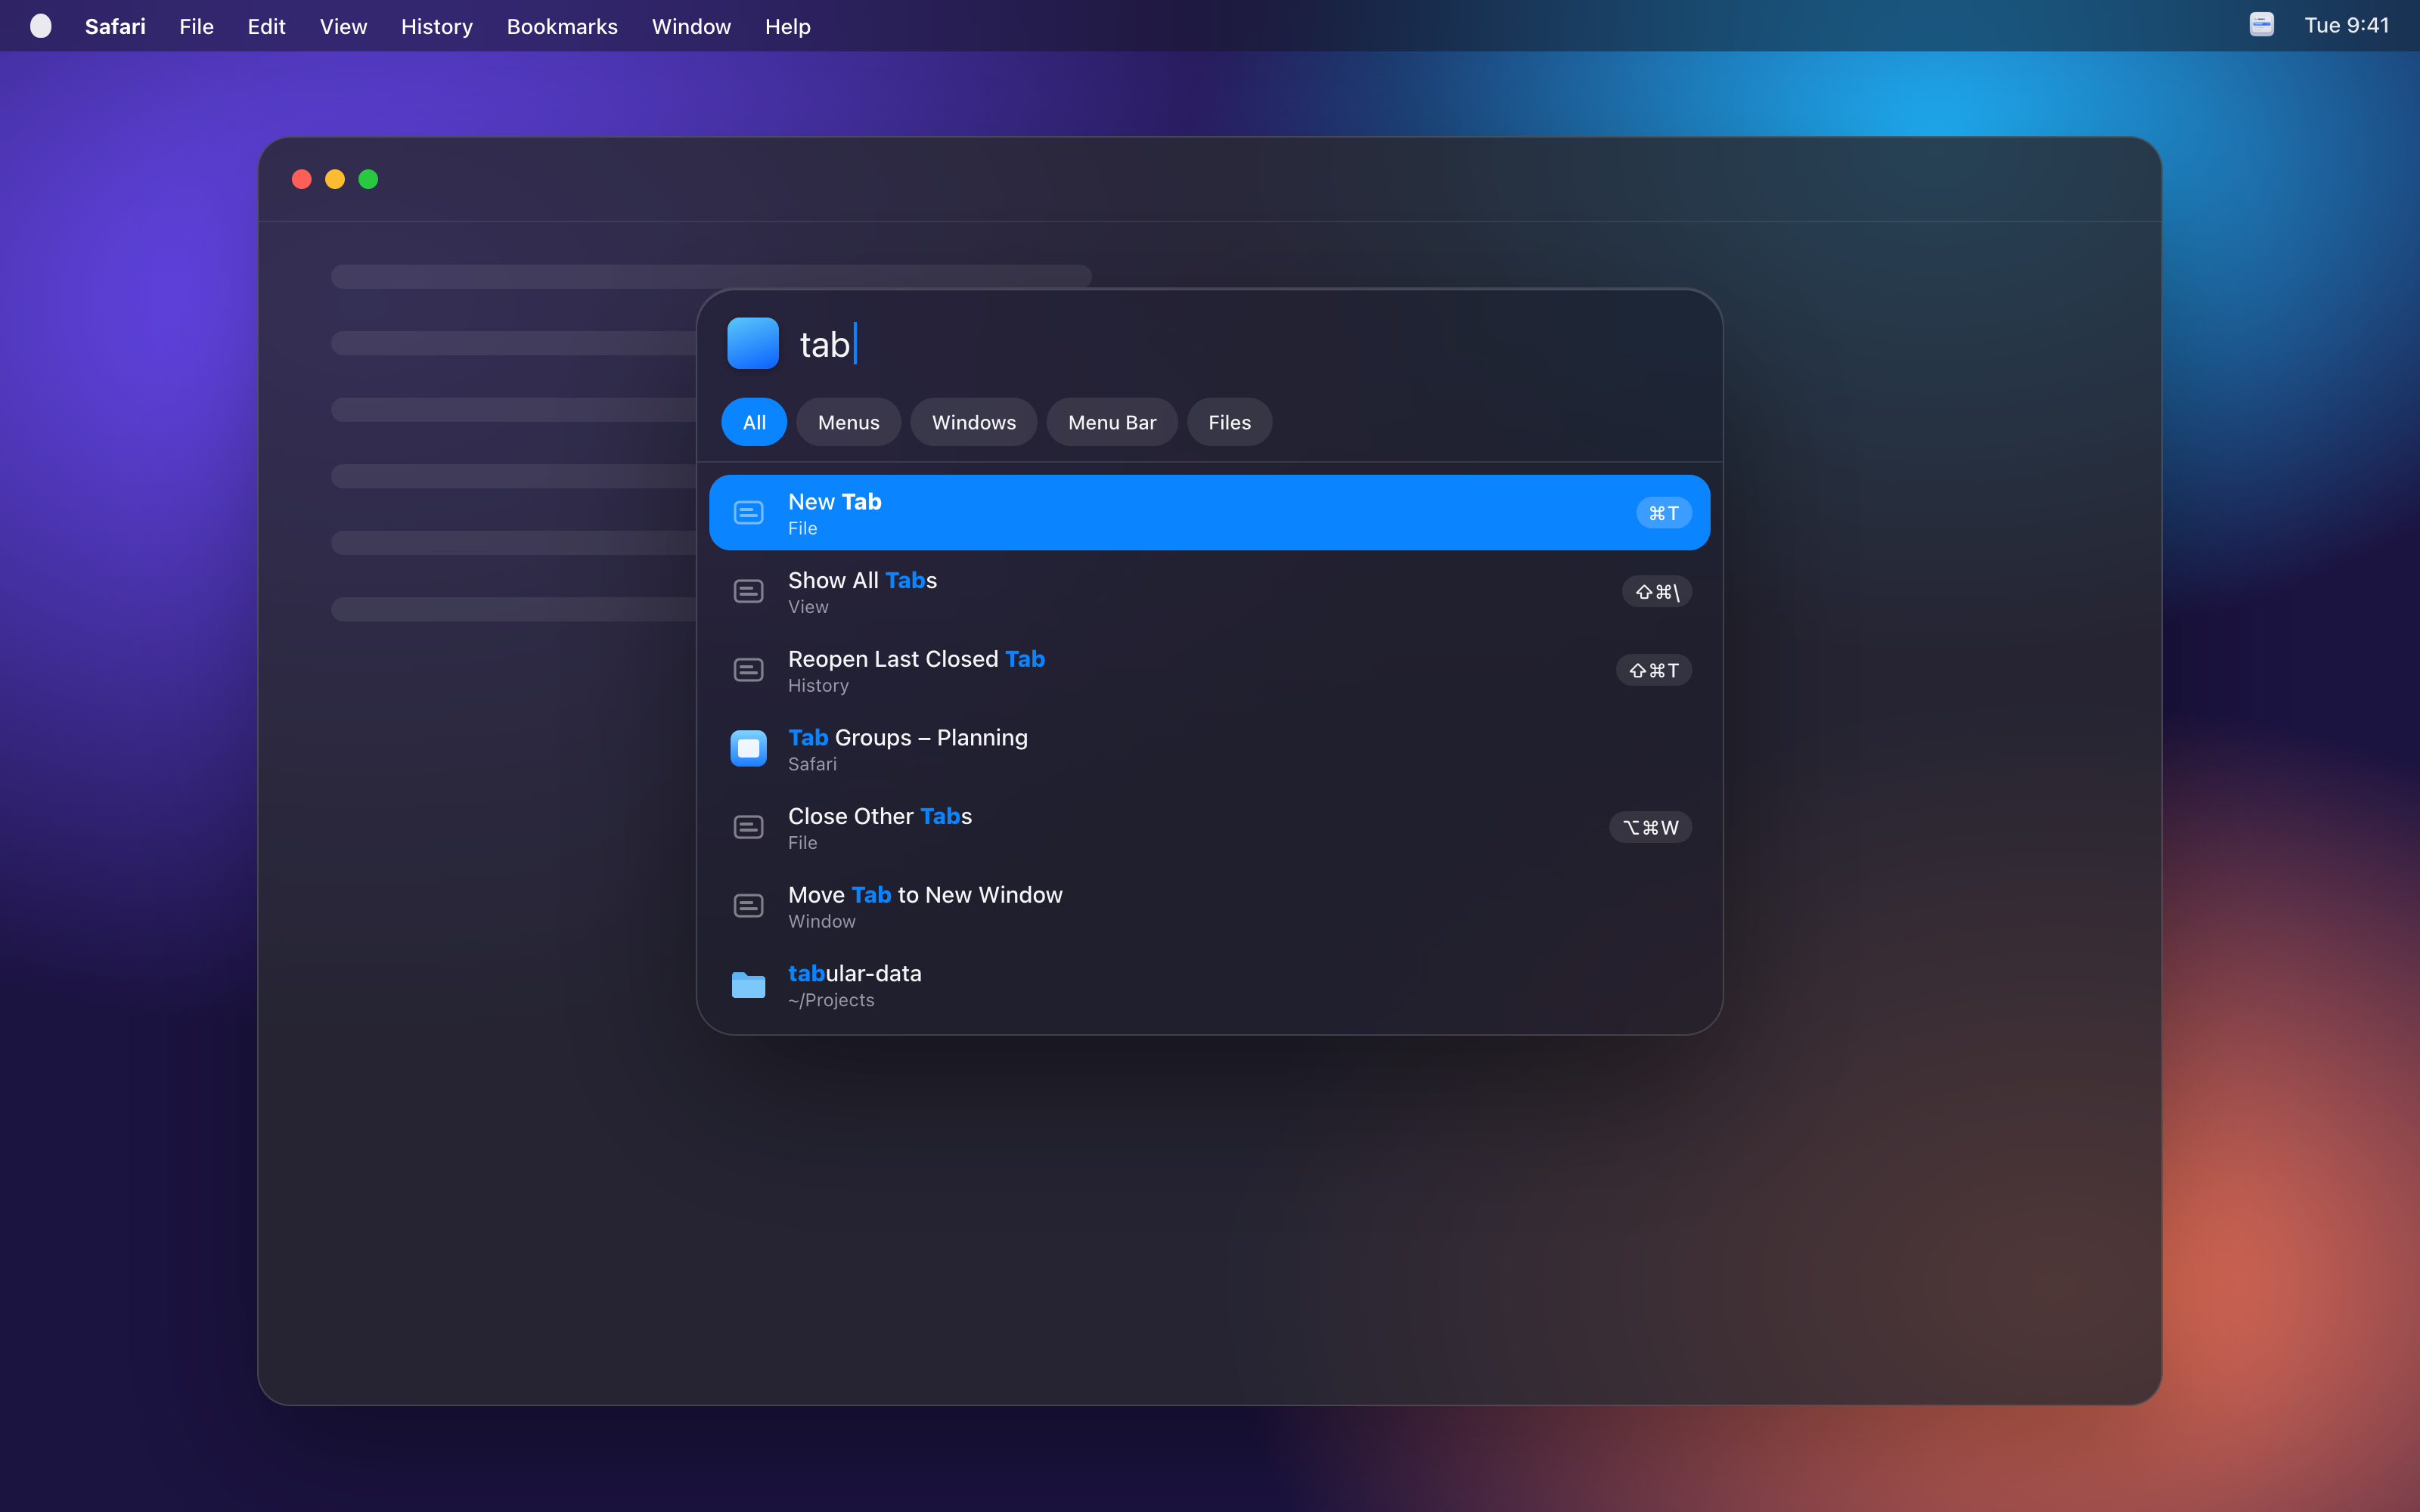 Safari File Edit View History Bookmarks Window Help Tue 9:41
tab
All Menus Windows Menu Bar Files
New Tab ⌘T
File
Show All Tabs ⇧⌘\
View
Reopen Last Closed Tab ⇧⌘T
History
Tab Groups – Planning
Safari
Close Other Tabs ⌥⌘W
File
Move Tab to New Window
Window
tabular-data
~/Projects